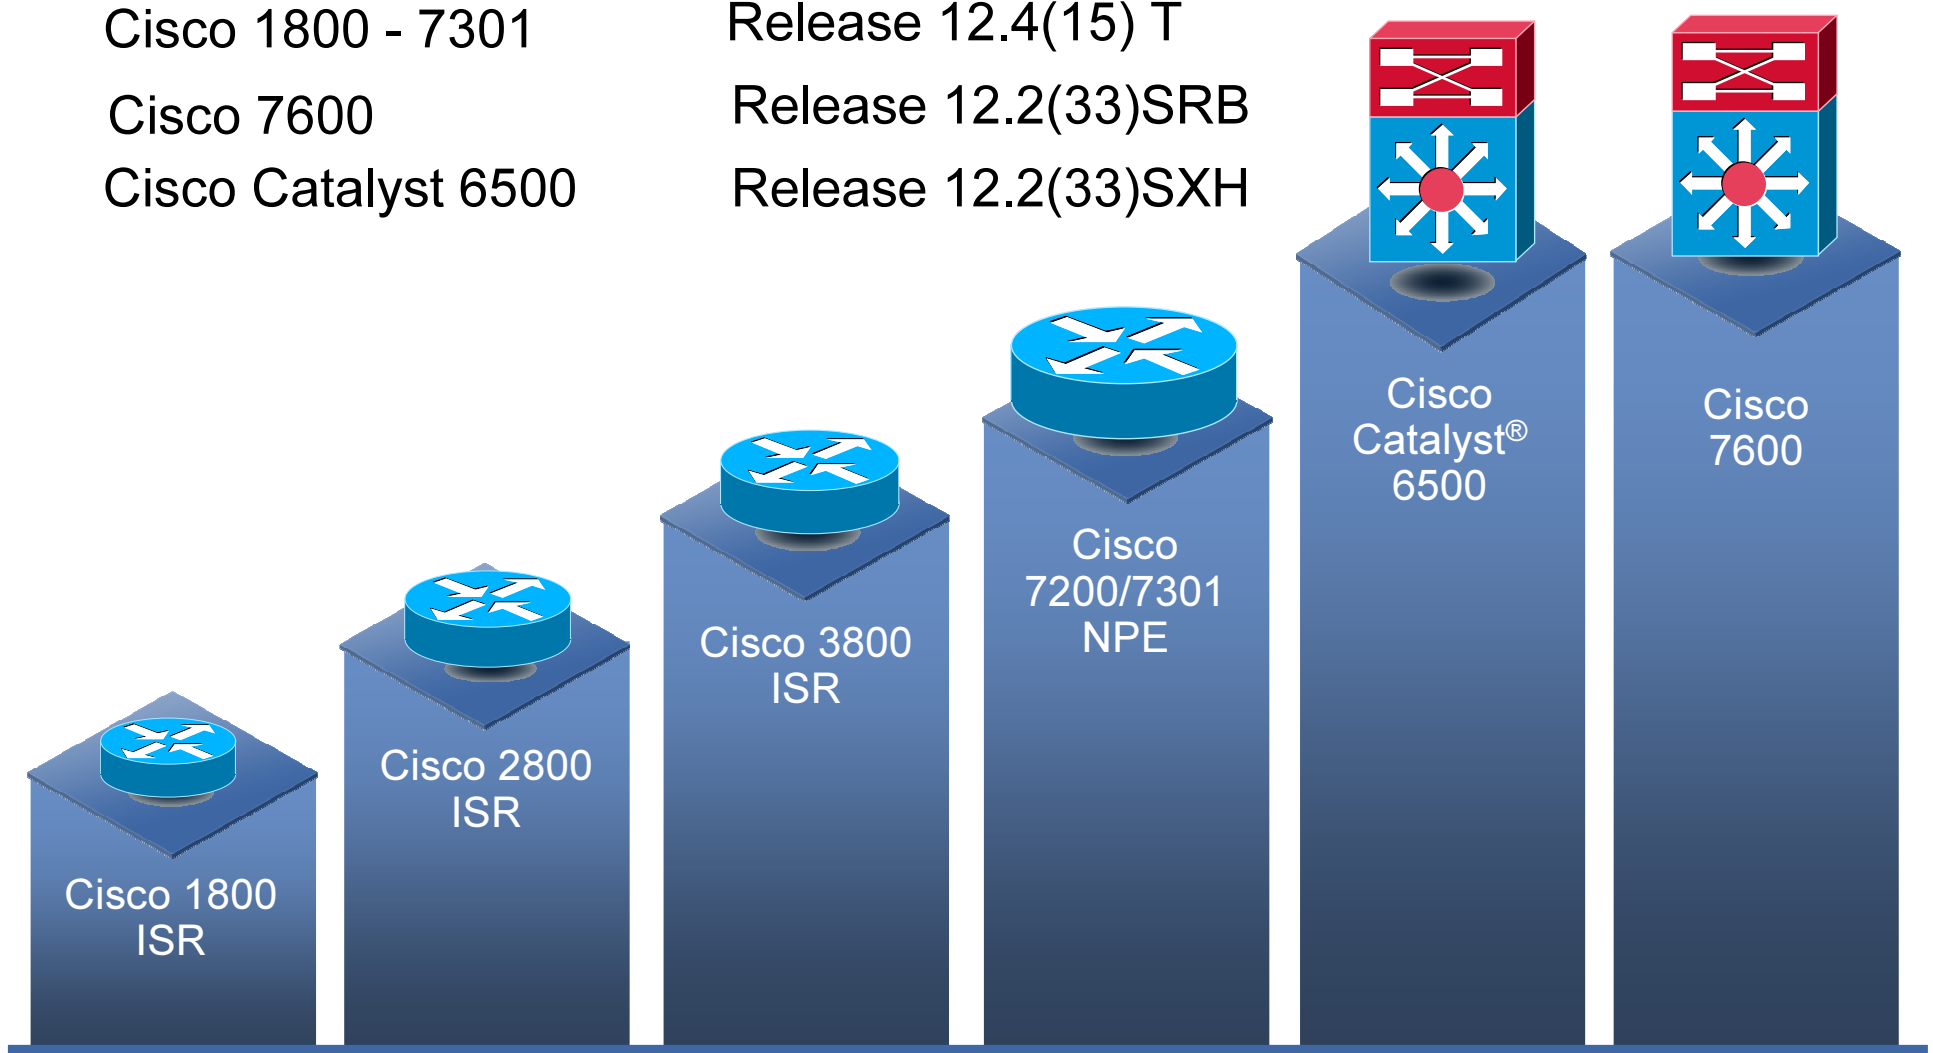 Cisco 1800 - 7301 Release 12.4(15) T
Cisco 7600 Release 12.2(33)SRB
Cisco Catalyst 6500 Release 12.2(33)SXH
Cisco 1800
ISR
Cisco 2800
ISR
Cisco 3800
ISR
Cisco
7200/7301
NPE
Cisco
Catalyst®
6500
Cisco
7600